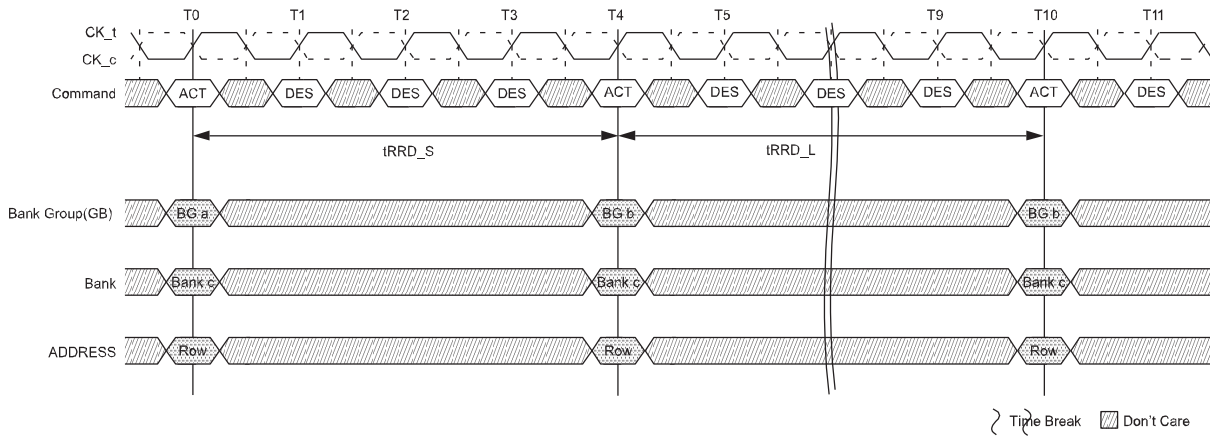 T0 T1 T2 T3 T4 T5 T9 T10 T11
CK_t
CK_c
Command ACT DES DES DES ACT DES DES DES ACT DES
tRRD_S tRRD_L
Bank Group(GB) BG a BG b BG b
Bank Bank c Bank c Bank c
ADDRESS Row Row Row
Time Break Don't Care